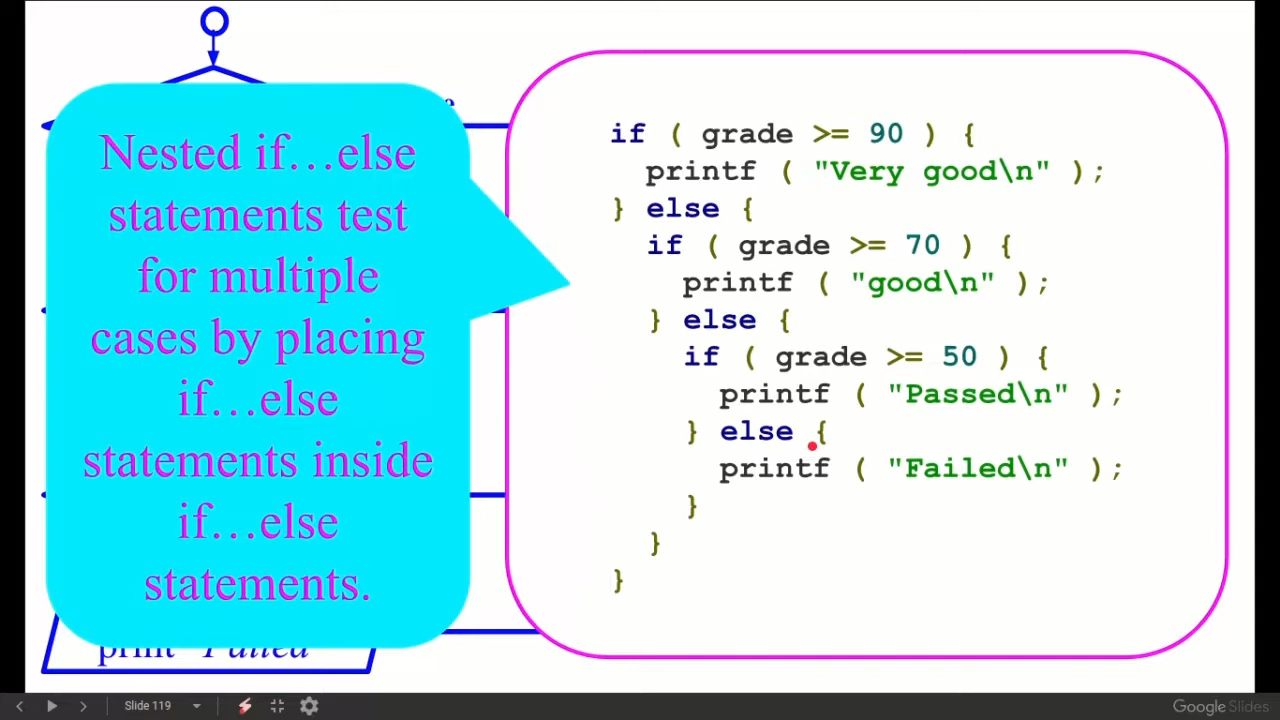 Nested if…else
statements test
for multiple
cases by placing
if…else
statements inside
if…else
statements.
if ( grade >= 90 ) {
printf ( "Very good\n" );
} else {
if ( grade >= 70 ) {
printf ( "good\n" );
} else {
if ( grade >= 50 ) {
printf ( "Passed\n" );
} else {
printf ( "Failed\n" );
}
}
}
print "Failed"
Slide 119
Google Slides